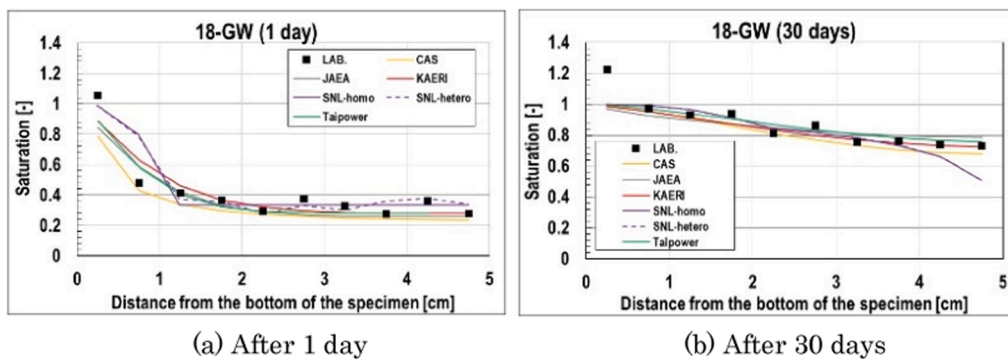 18-GW (1 day)
Saturation [-]
1.4
1.2
1
0.8
0.6
0.4
0.2
0
LAB.
CAS
JAEA
KAERI
SNL-homo
SNL-hetero
Taipower
0 1 2 3 4 5
Distance from the bottom of the specimen [cm]
(a) After 1 day
18-GW (30 days)
Saturation [-]
1.4
1.2
1
0.8
0.6
0.4
0.2
0
LAB.
CAS
JAEA
KAERI
SNL-homo
SNL-hetero
Taipower
0 1 2 3 4 5
Distance from the bottom of the specimen [cm]
(b) After 30 days